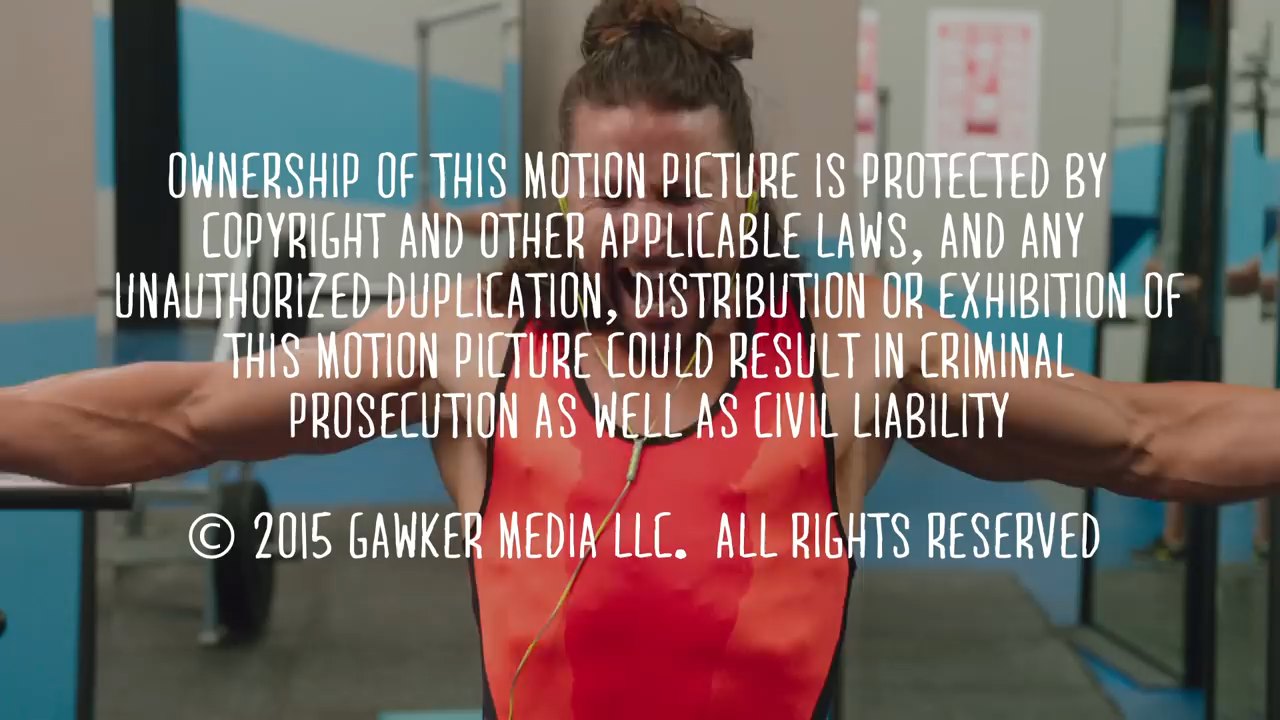 OWNERSHIP OF THIS MOTION PICTURE IS PROTECTED BY
COPYRIGHT AND OTHER APPLICABLE LAWS, AND ANY
UNAUTHORIZED DUPLICATION, DISTRIBUTION OR EXHIBITION OF
THIS MOTION PICTURE COULD RESULT IN CRIMINAL
PROSECUTION AS WELL AS CIVIL LIABILITY
© 2015 GAWKER MEDIA LLC. ALL RIGHTS RESERVED